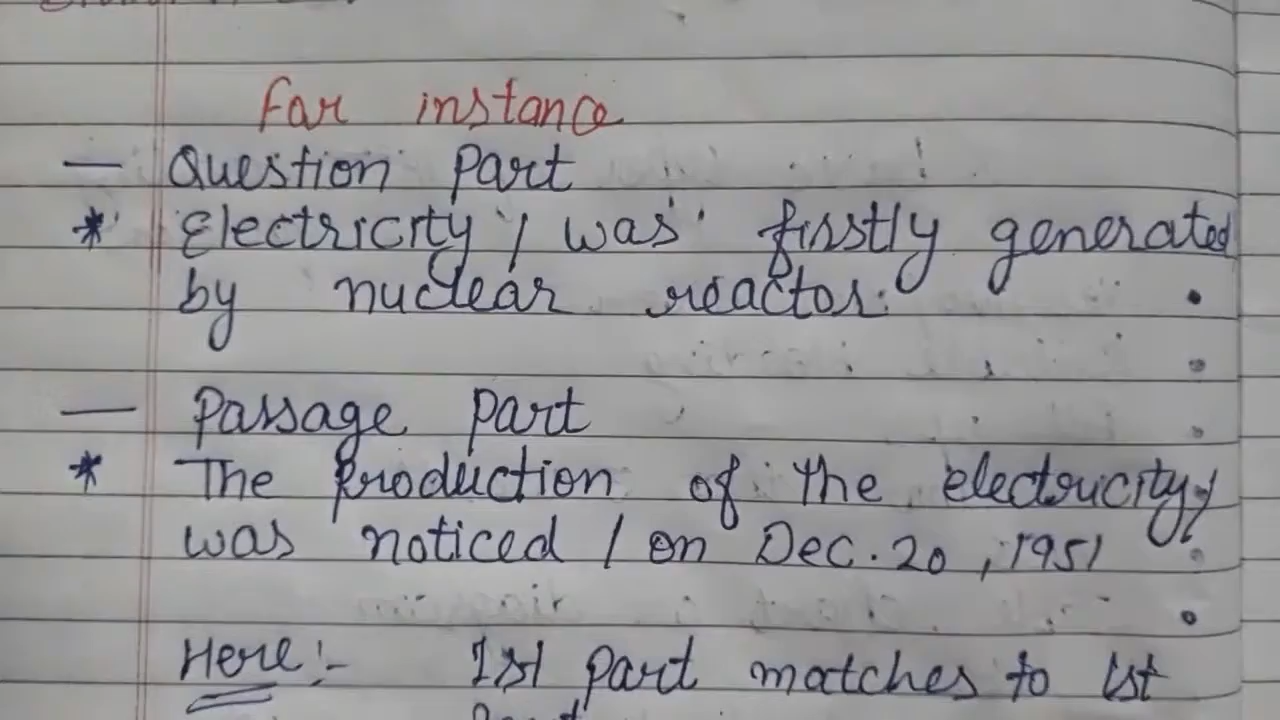 For instance
— Question Part
* Electricity / was firstly generated
by nuclear reactor.
— Passage Part
* The Production of the electricity /
was noticed / on Dec. 20, 1951
Here :- 1st part matches to 1st